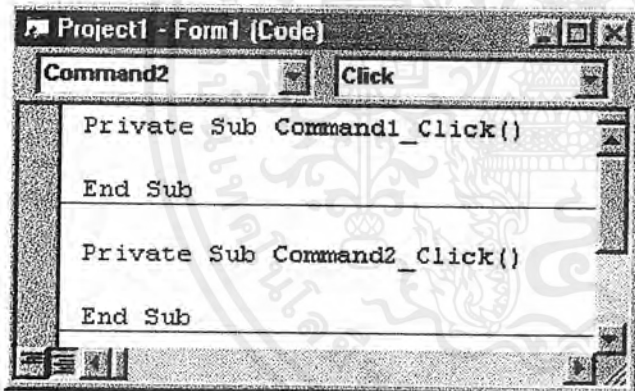 Project1 - Form1 (Code)
Command2 Click
Private Sub Command1_Click()
End Sub
Private Sub Command2_Click()
End Sub